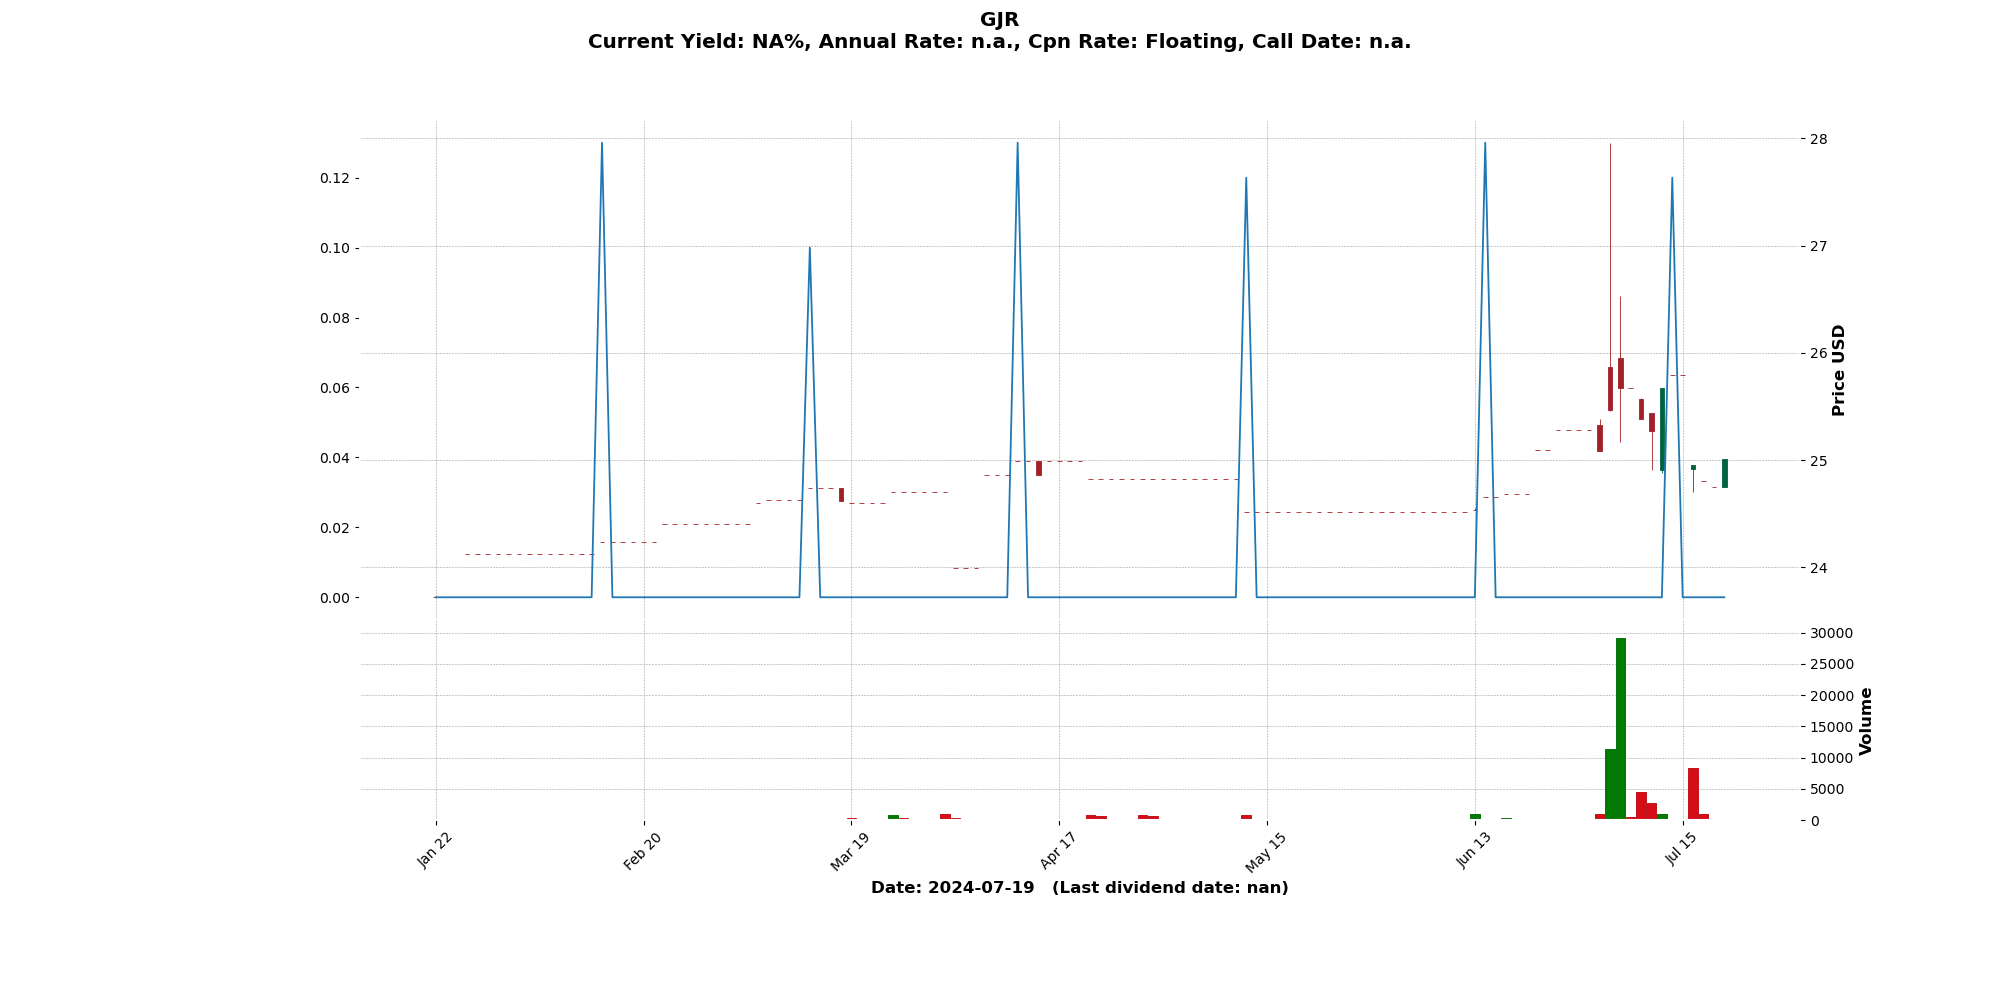 GJR
Current Yield: NA%, Annual Rate: n.a., Cpn Rate: Floating, Call Date: n.a.
0.12
0.10
0.08
0.06
0.04
0.02
0.00
28
27
26
25
24
Price USD
30000
25000
20000
15000
10000
5000
0
Volume
Jan 22
Feb 20
Mar 19
Apr 17
May 15
Jun 13
Jul 15
Date: 2024-07-19 (Last dividend date: nan)